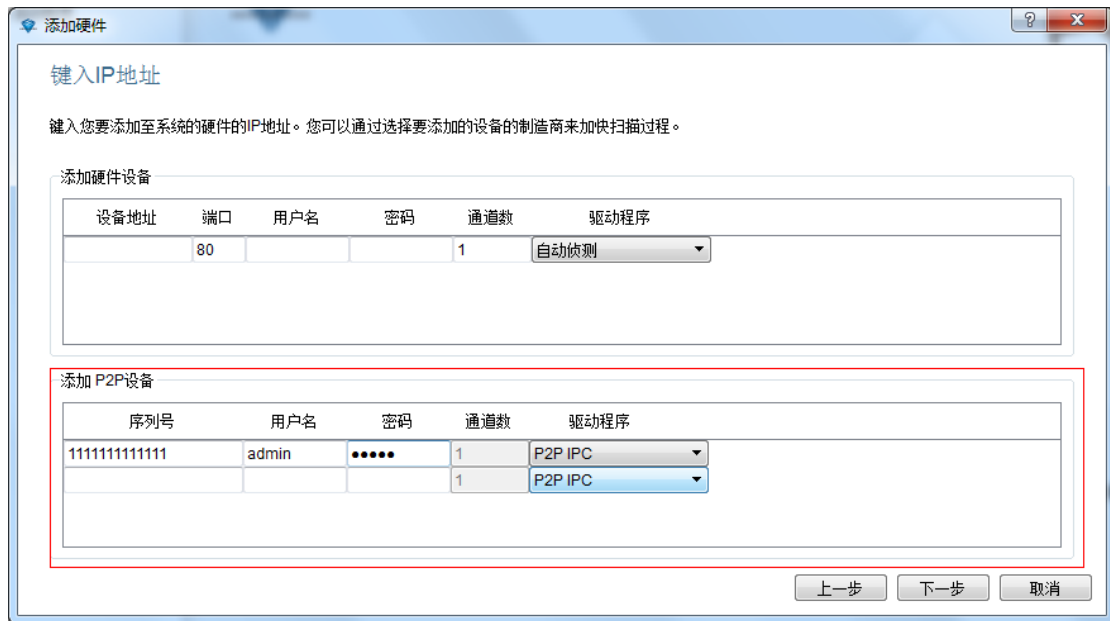 添加硬件
键入IP地址
键入您要添加至系统的硬件的IP地址。您可以通过选择要添加的设备的制造商来加快扫描过程。
添加硬件设备
设备地址 端口 用户名 密码 通道数 驱动程序
80 1 自动侦测
添加 P2P设备
序列号 用户名 密码 通道数 驱动程序
1111111111111 admin ●●●●● 1 P2P IPC
1 P2P IPC
上一步 下一步 取消